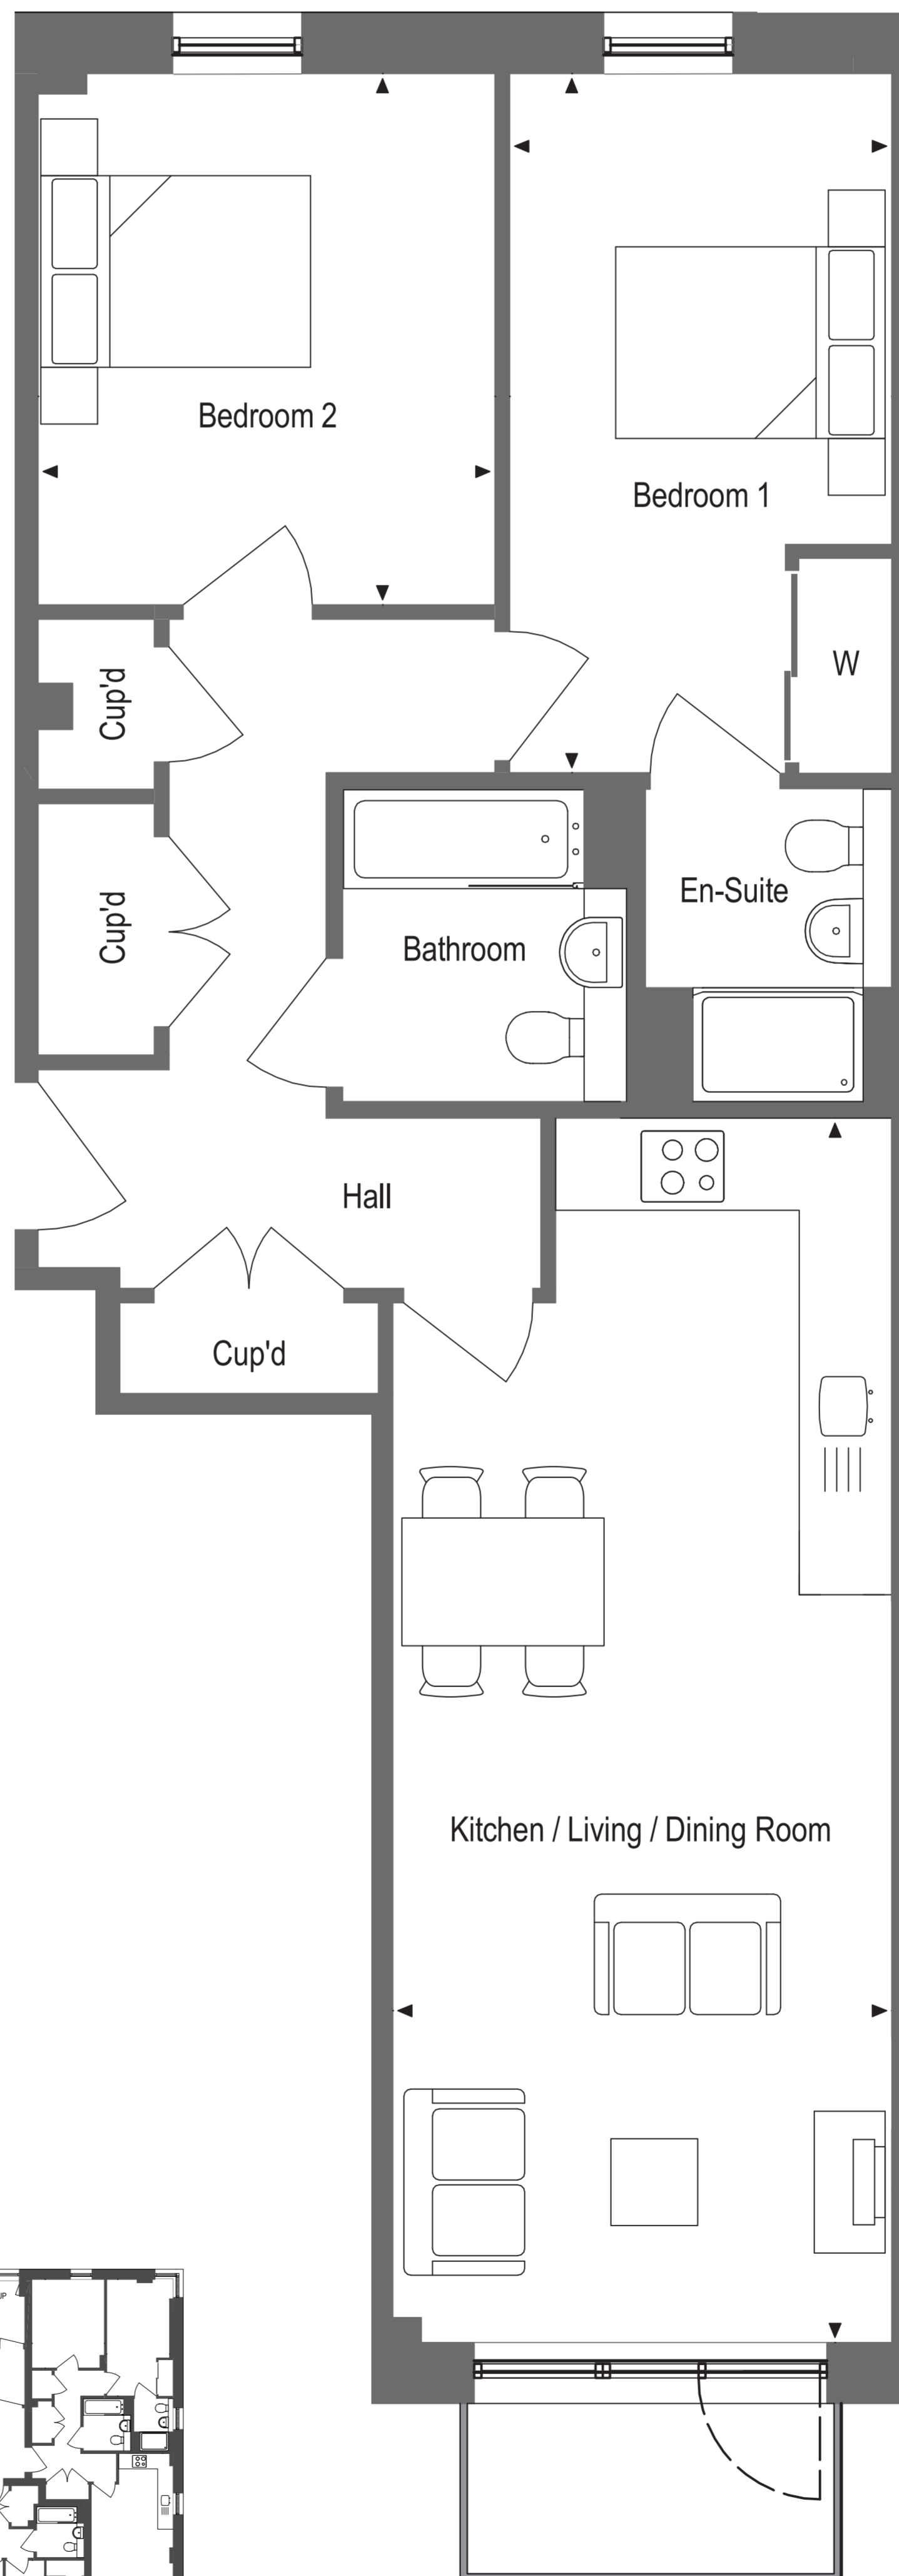 Bedroom 2
Bedroom 1
Cup'd
W
Cup'd
En-Suite
Bathroom
Hall
Cup'd
Kitchen / Living / Dining Room